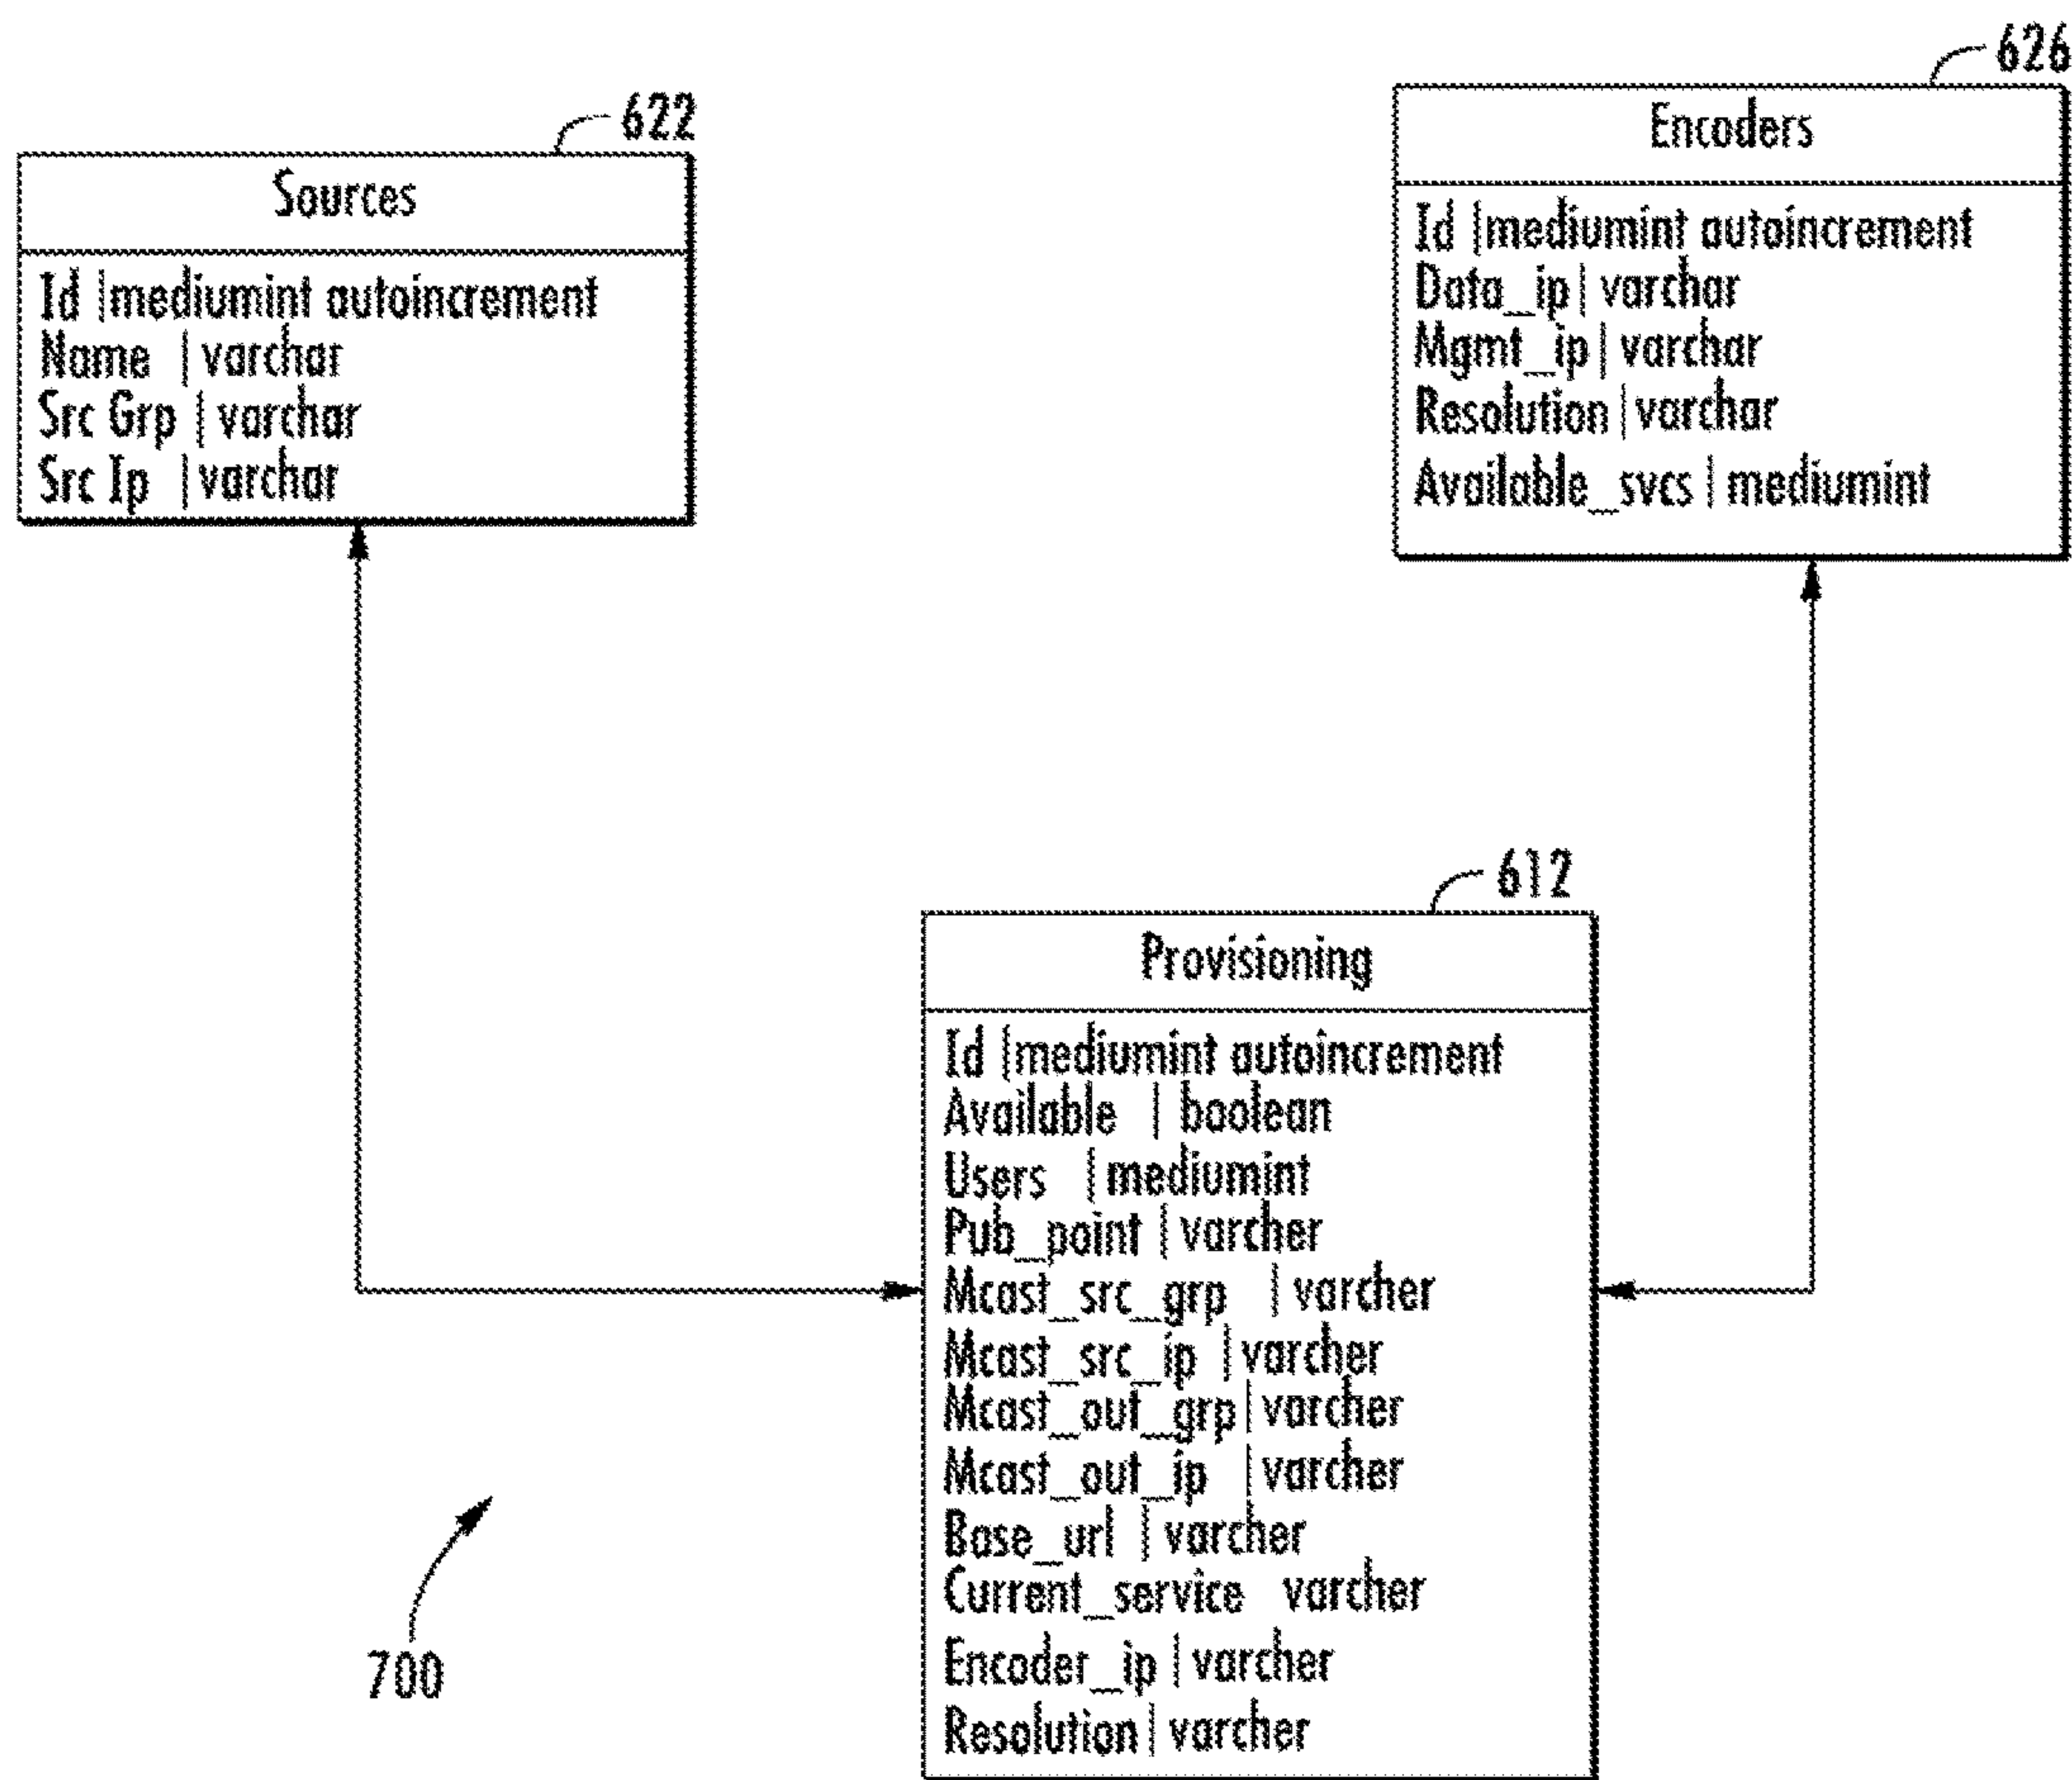 622
Sources
Id |mediumint autoincrement
Name | varchar
Src Grp | varchar
Src Ip | varchar
626
Encoders
Id |mediumint autoincrement
Data_ip | varchar
Mgmt_ip | varchar
Resolution | varchar
Available_svcs | mediumint
612
Provisioning
Id |mediumint autoincrement
Available | boolean
Users | mediumint
Pub_point | varcher
Mcast_src_grp | varcher
Mcast_src_ip | varcher
Mcast_out_grp | varcher
Mcast_out_ip | varcher
Base_url | varcher
Current_service varcher
Encoder_ip | varcher
Resolution | varcher
700